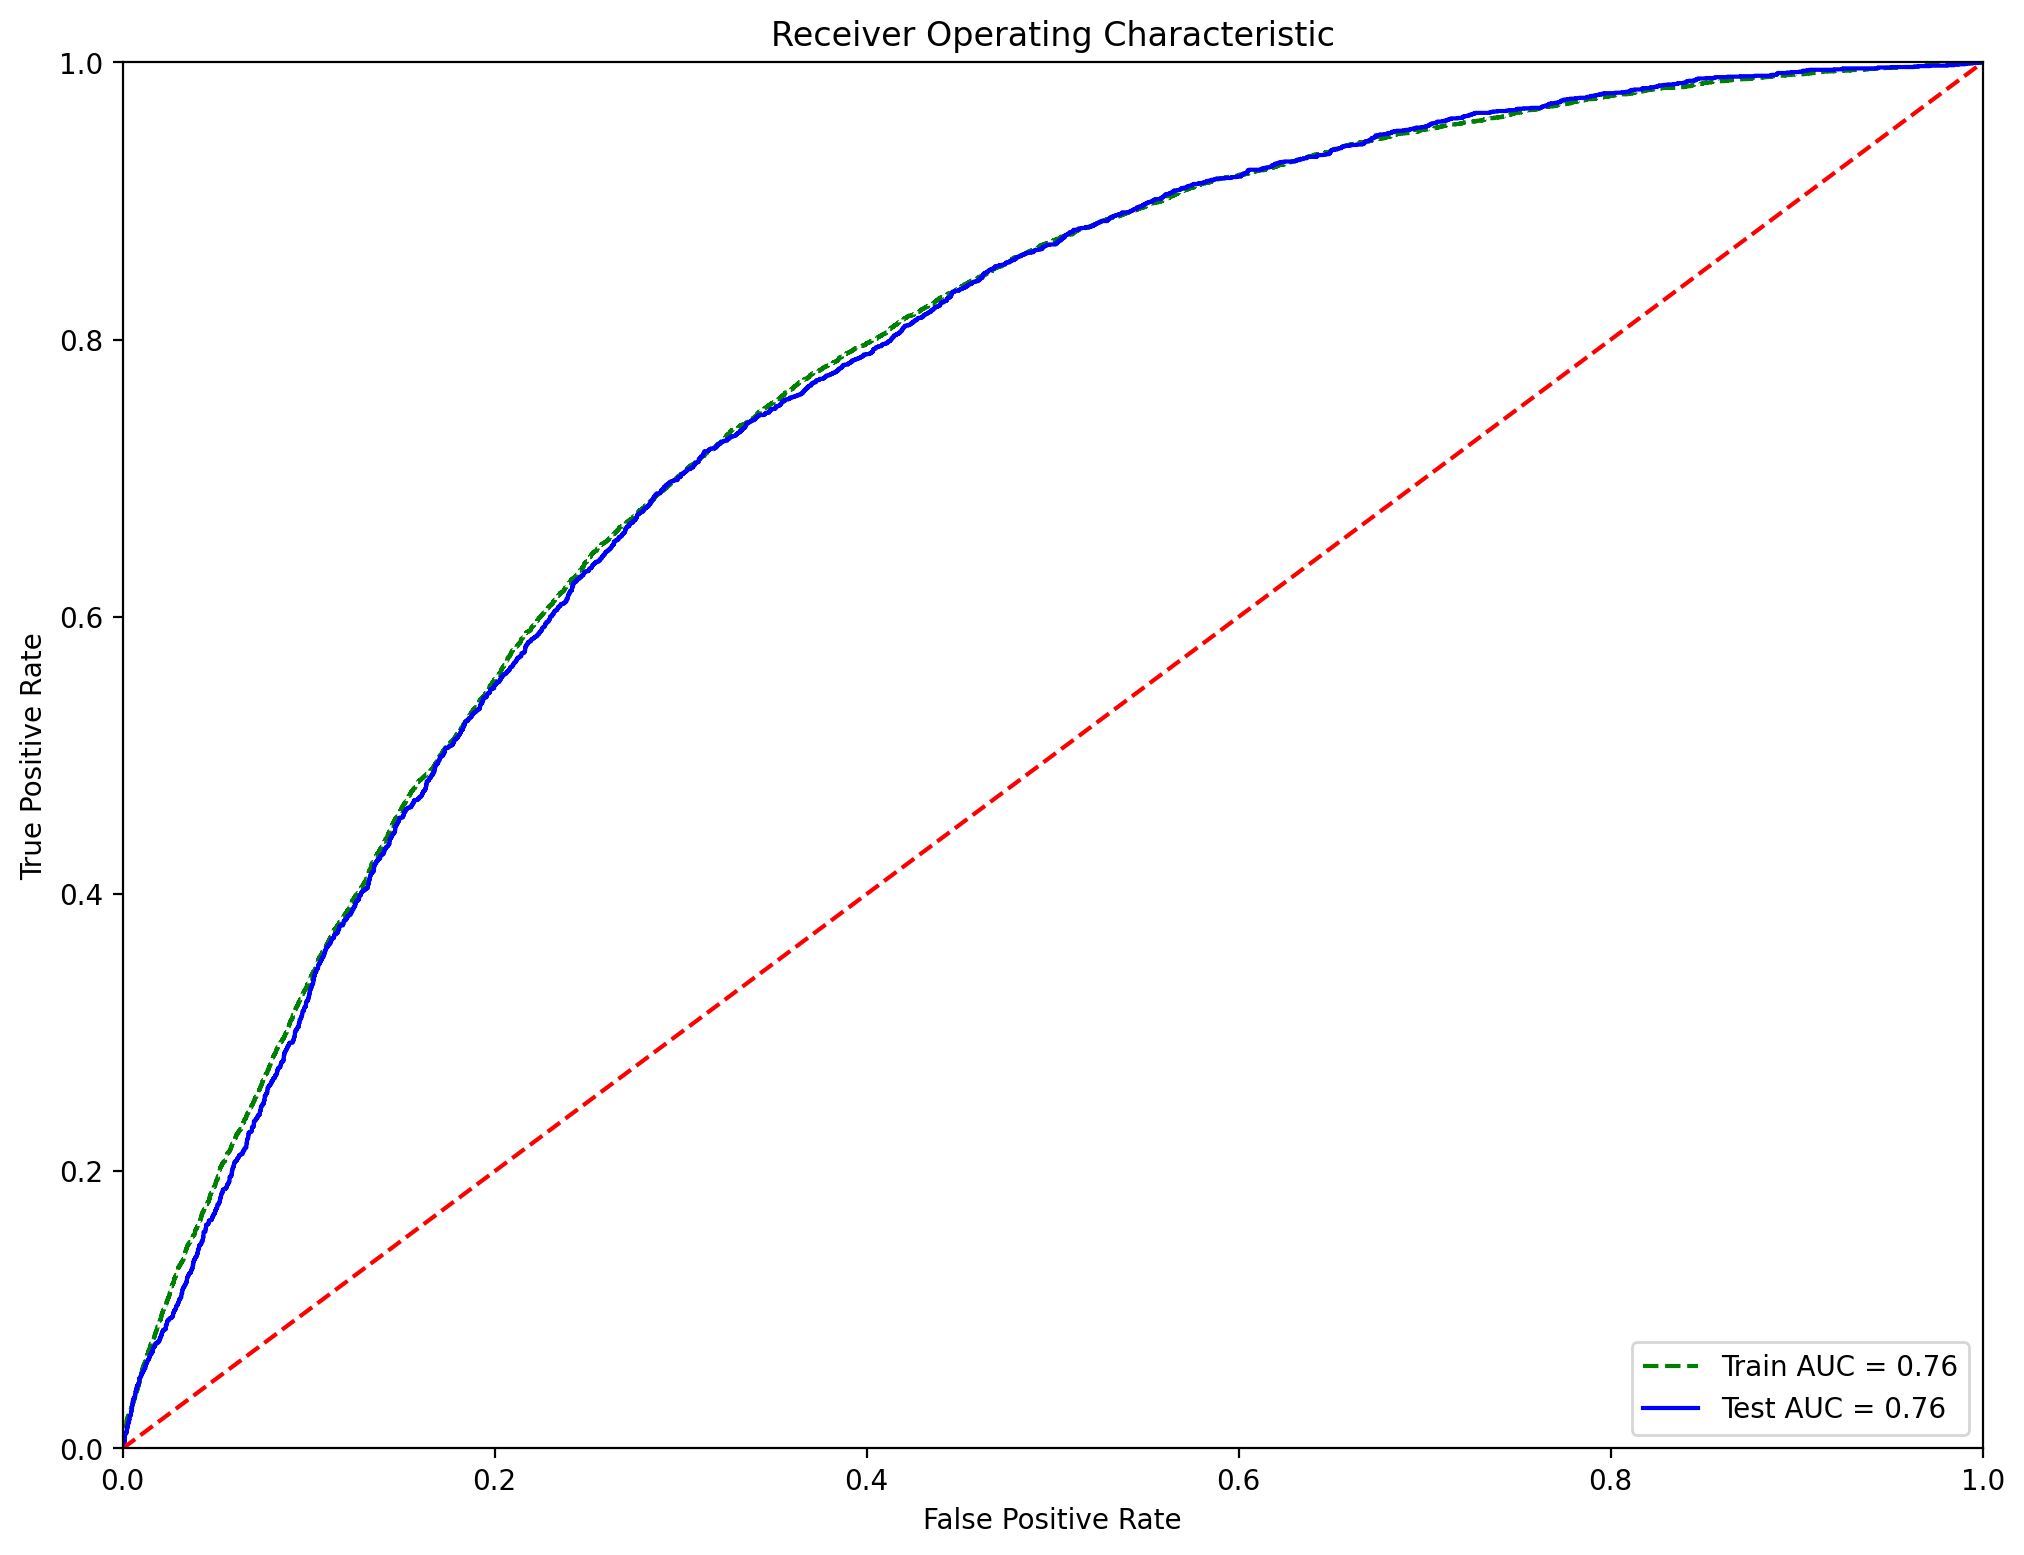 Receiver Operating Characteristic
1.0
0.8
0.6
0.4
0.2
0.0
True Positive Rate
Train AUC = 0.76
Test AUC = 0.76
0.0 0.2 0.4 0.6 0.8 1.0
False Positive Rate